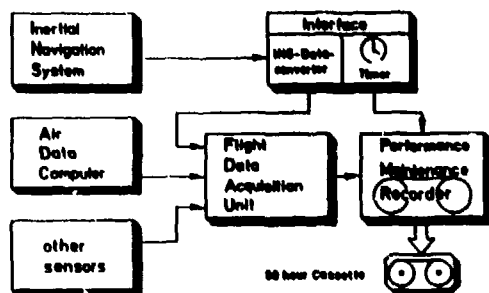 Inertial
Navigation
System
Interface
INS-Data-
converter
Timer
Air
Data
Computer
Flight
Data
Acquisition
Unit
Performance
Maintenance
Recorder
other
sensors
50 hour Cassette